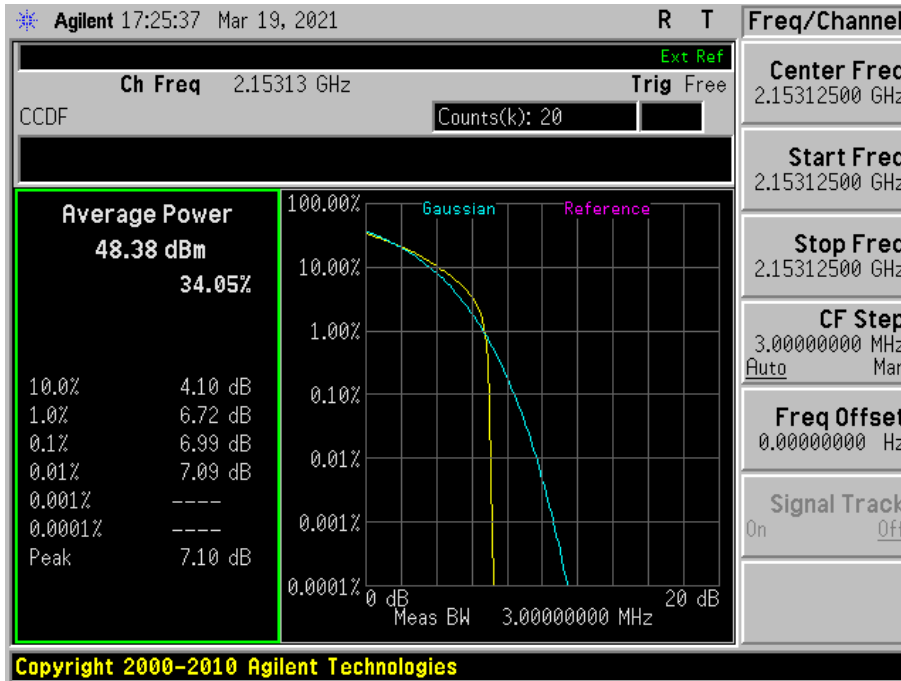 Agilent 17:25:37 Mar 19, 2021 R T
Ext Ref
Ch Freq 2.15313 GHz Trig Free
CCDF Counts(k): 20
Average Power
48.38 dBm
34.05%
10.0% 4.10 dB
1.0% 6.72 dB
0.1% 6.99 dB
0.01% 7.09 dB
0.001% ----
0.0001% ----
Peak 7.10 dB
Gaussian Reference
100.00%
10.00%
1.00%
0.10%
0.01%
0.001%
0.0001%
0 dB 20 dB
Meas BW 3.00000000 MHz
Freq/Channel
Center Freq
2.15312500 GHz
Start Freq
2.15312500 GHz
Stop Freq
2.15312500 GHz
CF Step
3.00000000 MHz
Auto Man
Freq Offset
0.00000000 Hz
Signal Track
On Off
Copyright 2000-2010 Agilent Technologies